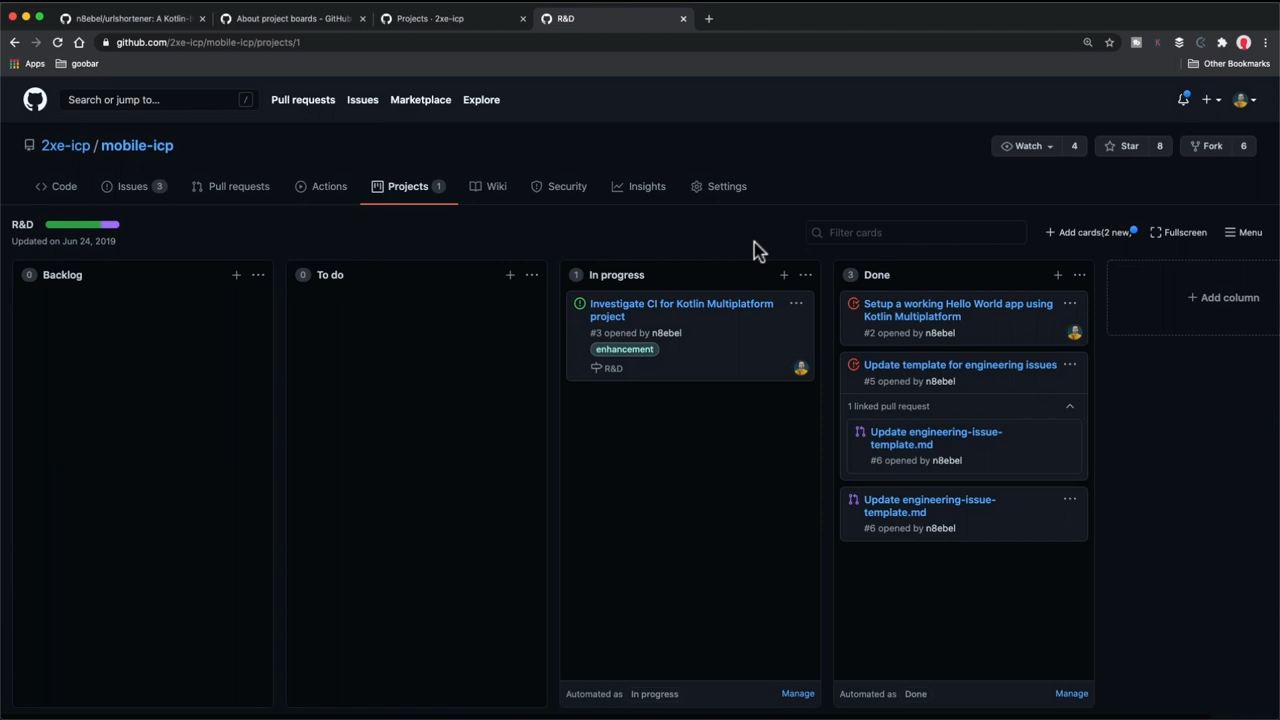 n8ebel/urlshortener: A Kotlin-
About project boards - GitHub
Projects · 2xe-icp
R&D
github.com/2xe-icp/mobile-icp/projects/1
Apps
goobar
Other Bookmarks
Search or jump to...
/
Pull requests
Issues
Marketplace
Explore
2xe-icp / mobile-icp
Watch
4
Star
8
Fork
6
Code
Issues 3
Pull requests
Actions
Projects 1
Wiki
Security
Insights
Settings
R&D
Updated on Jun 24, 2019
Filter cards
Add cards(2 new)
Fullscreen
Menu
0 Backlog
0 To do
1 In progress
Investigate CI for Kotlin Multiplatform
project
#3 opened by n8ebel
enhancement
R&D
Automated as In progress
Manage
3 Done
Setup a working Hello World app using
Kotlin Multiplatform
#2 opened by n8ebel
Update template for engineering issues
#5 opened by n8ebel
1 linked pull request
Update engineering-issue-
template.md
#6 opened by n8ebel
Update engineering-issue-
template.md
#6 opened by n8ebel
Automated as Done
Manage
+ Add column